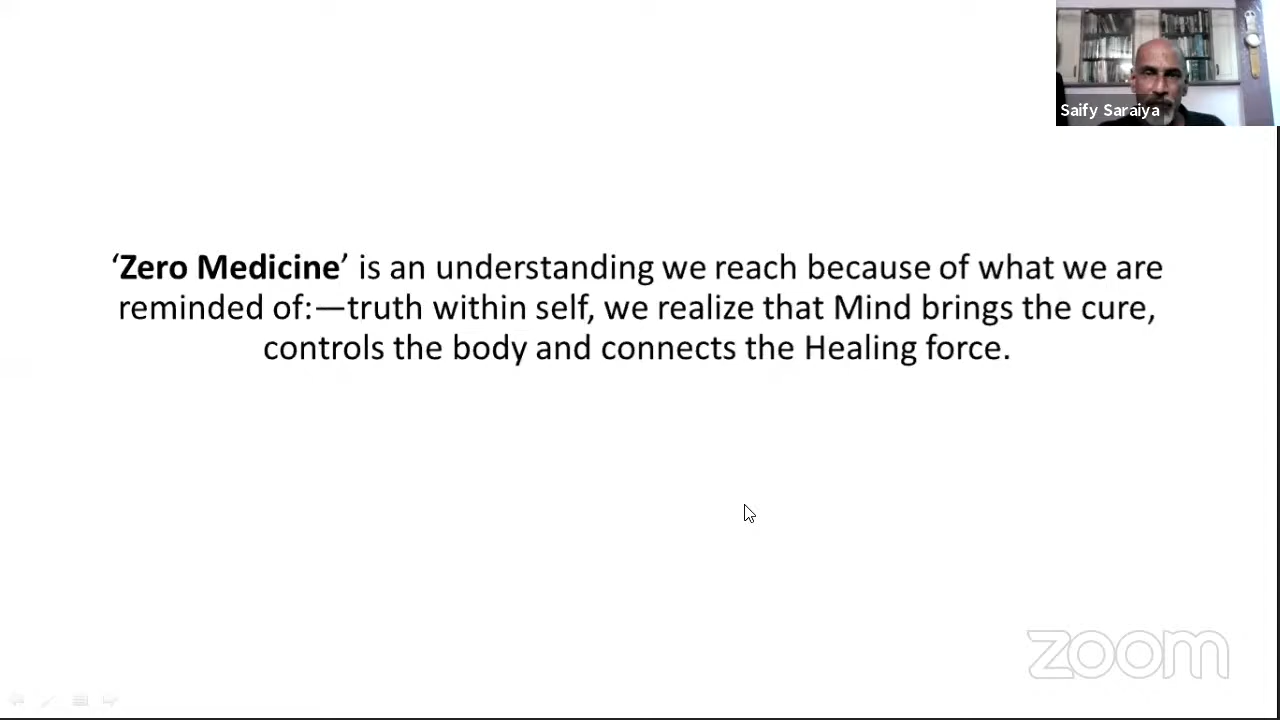 Saify Saraiya
‘Zero Medicine’ is an understanding we reach because of what we are
reminded of:—truth within self, we realize that Mind brings the cure,
controls the body and connects the Healing force.
zoom